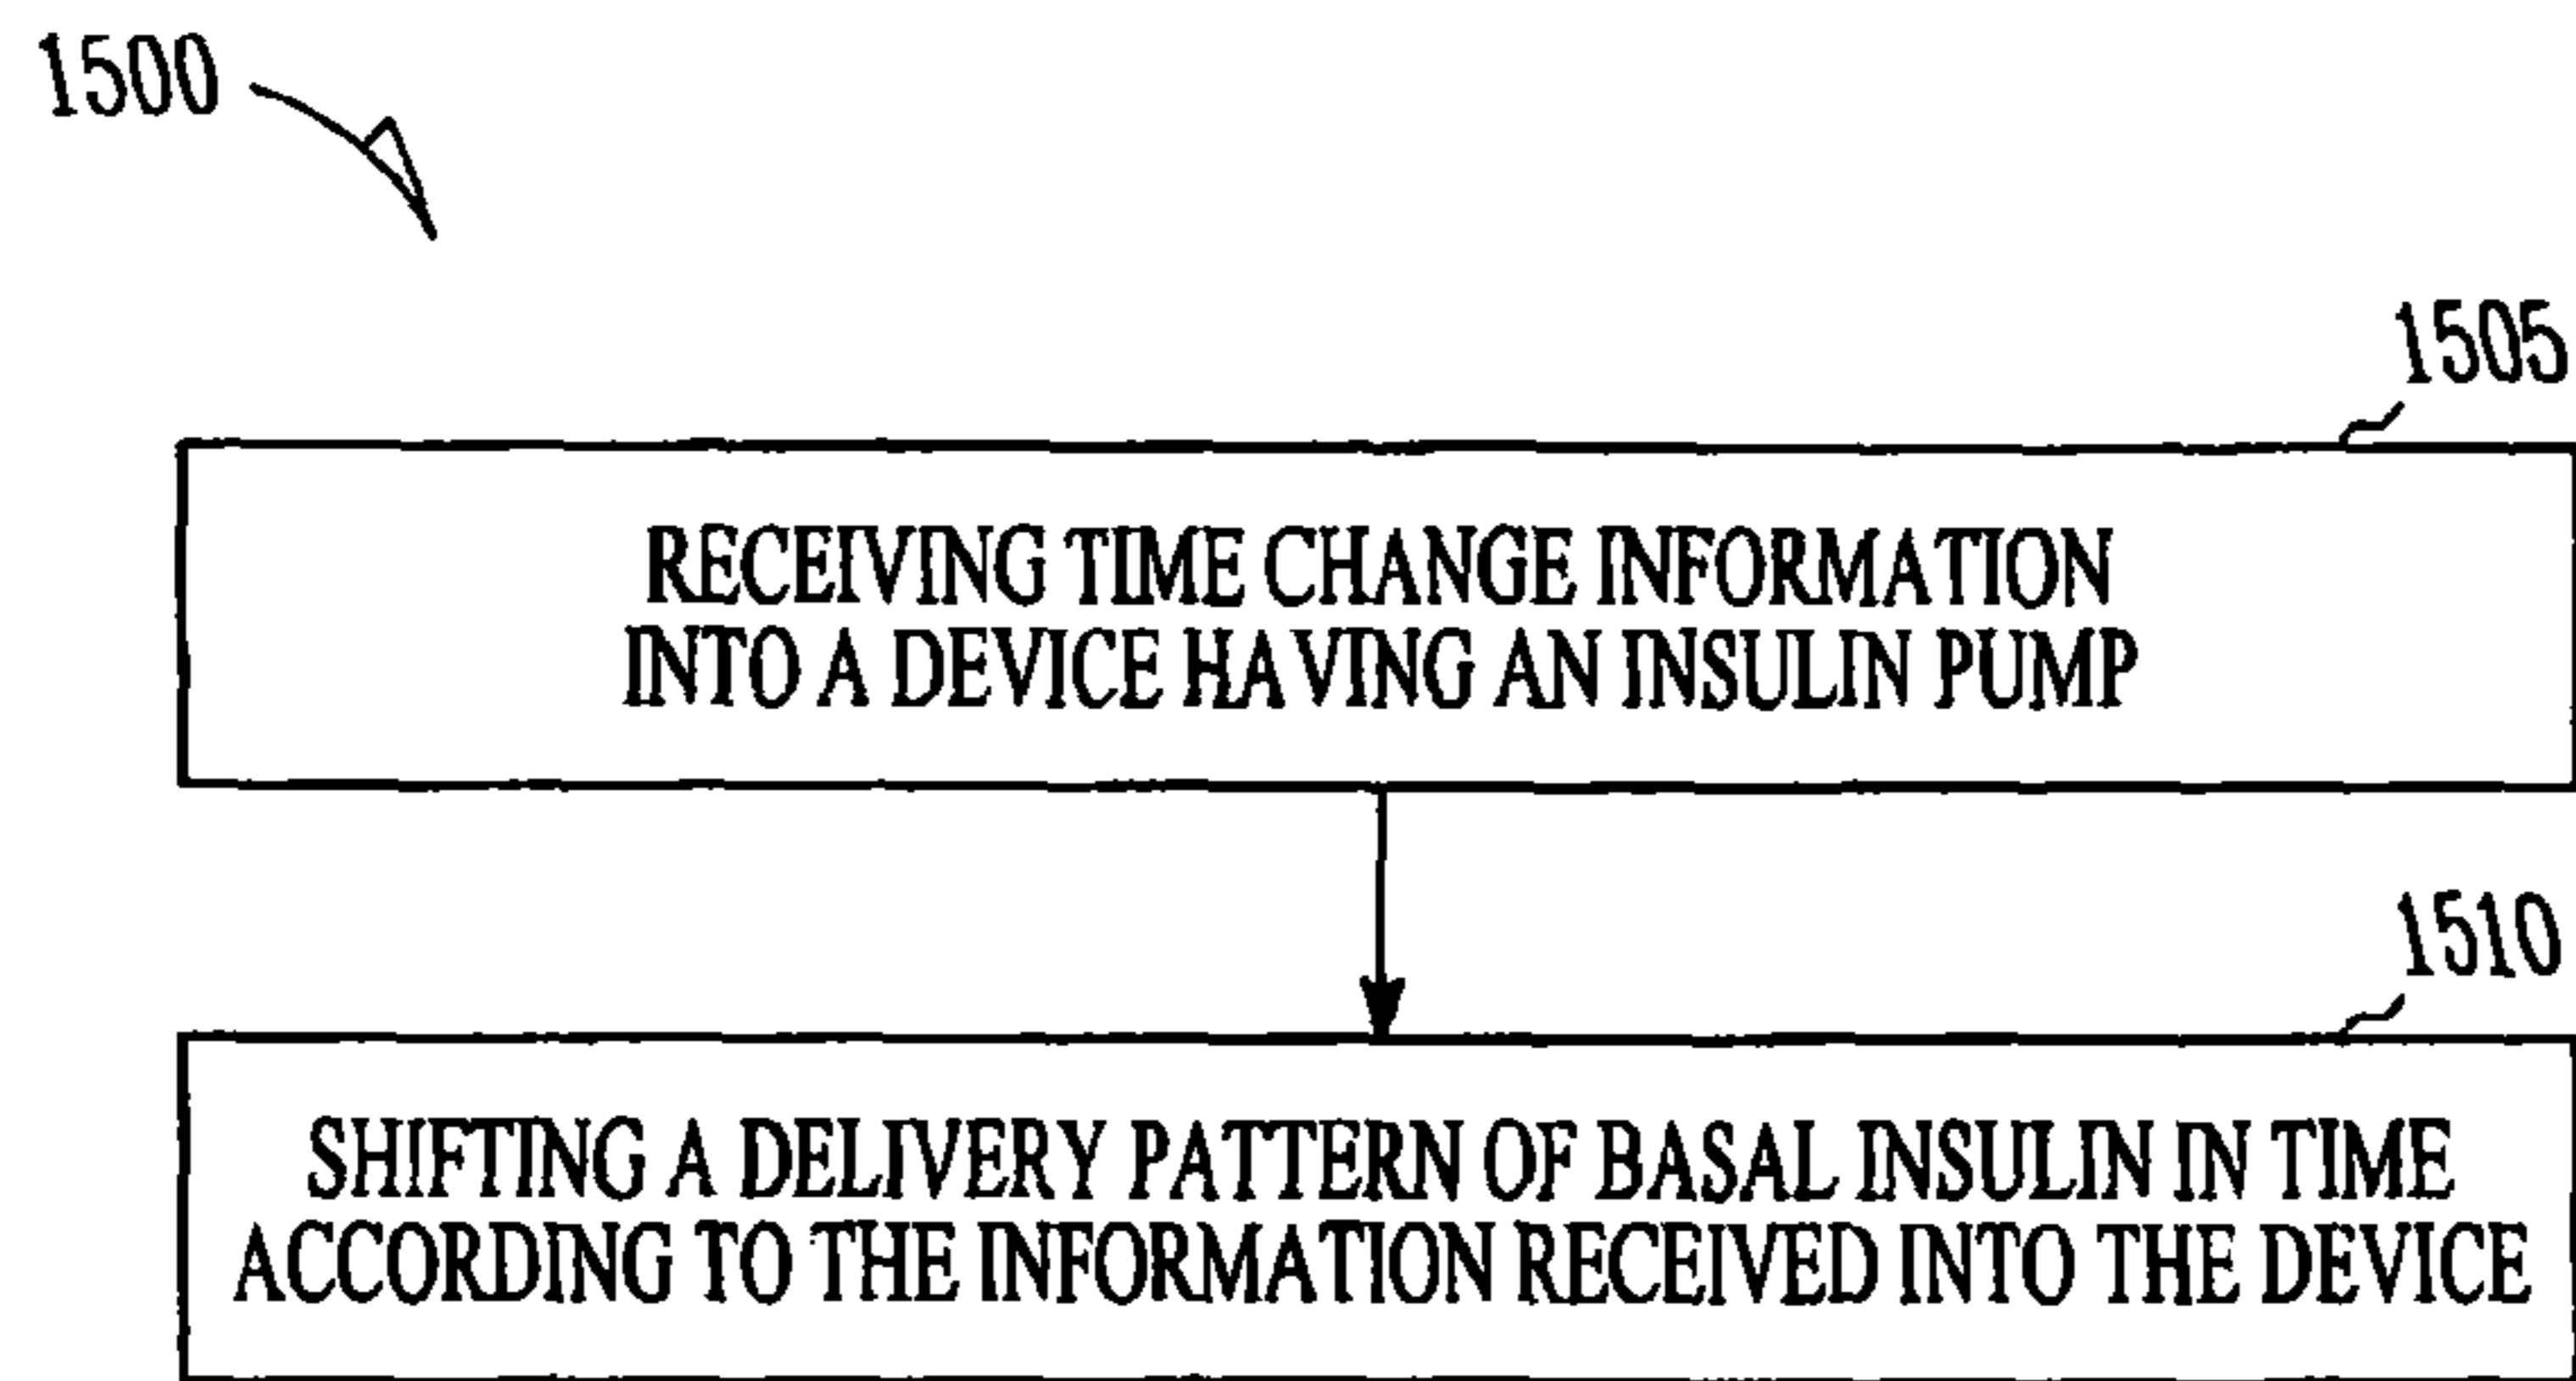 1500
1505
RECEIVING TIME CHANGE INFORMATION
INTO A DEVICE HAVING AN INSULIN PUMP
1510
SHIFTING A DELIVERY PATTERN OF BASAL INSULIN IN TIME
ACCORDING TO THE INFORMATION RECEIVED INTO THE DEVICE